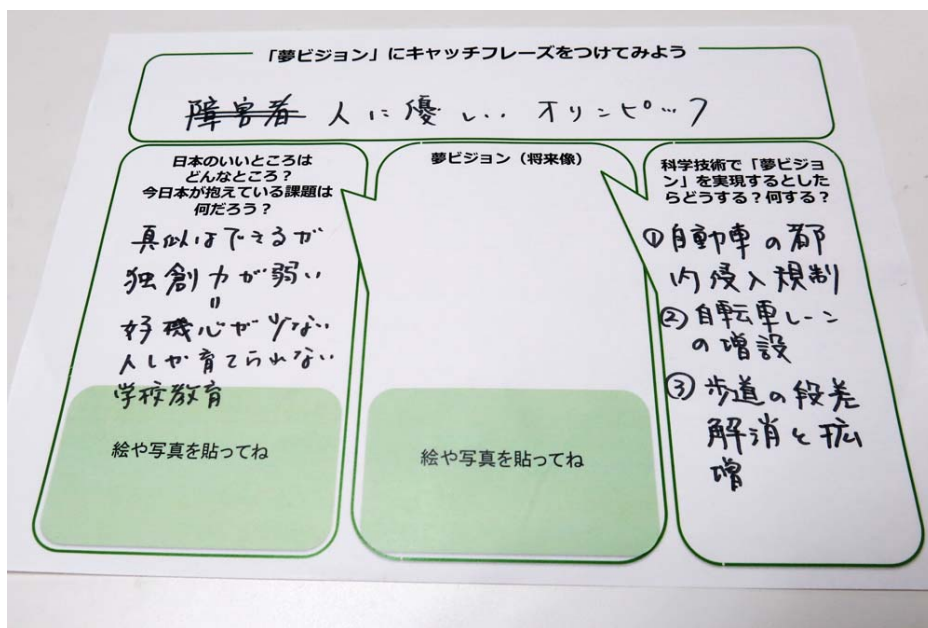 「夢ビジョン」にキャッチフレーズをつけてみよう
障害者 人に優しい オリンピック
日本のいいところは
どんなところ?
今日本が抱えている課題は
何だろう?
真似はできるが
独創力が弱い
=
好機心が少ない
人しか育てられない
学校教育
絵や写真を貼ってね
夢ビジョン(将来像)
絵や写真を貼ってね
科学技術で「夢ビジョ
ン」を実現するとした
らどうする?何する?
①自動車の都
内侵入規制
②自転車レーン
の増設
③歩道の段差
解消と拡
増